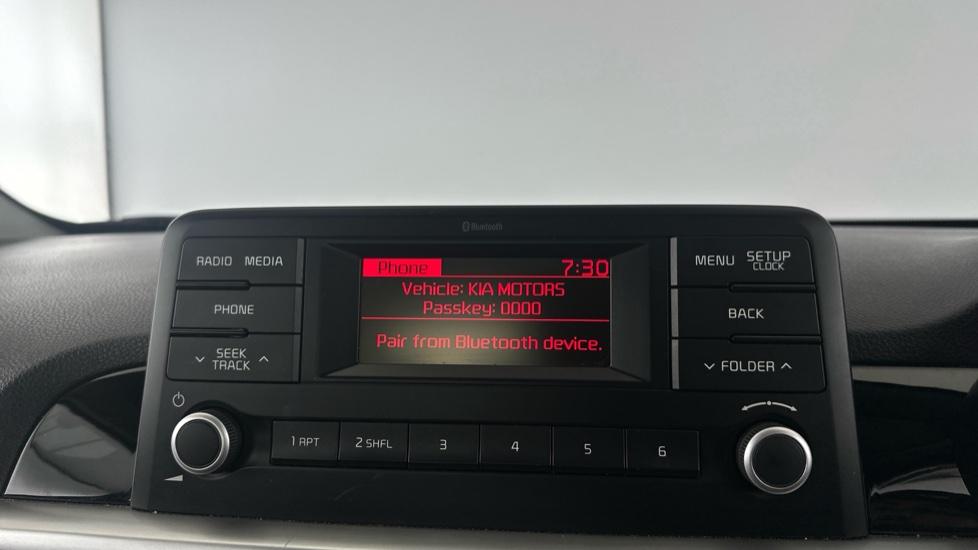 Bluetooth
RADIO MEDIA
PHONE
SEEK
TRACK
Phone 7:30
Vehicle: KIA MOTORS
Passkey: 0000
Pair from Bluetooth device.
MENU SETUP
CLOCK
BACK
FOLDER
1 RPT 2 SHFL 3 4 5 6